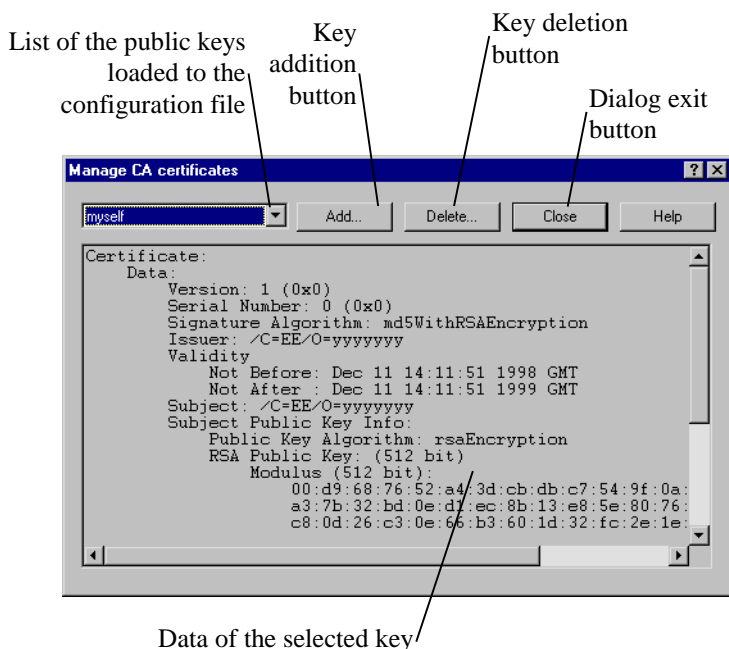 List of the public keys
loaded to the
configuration file
Key
addition
button
Key deletion
button
Dialog exit
button
Manage CA certificates
myself
Add...
Delete...
Close
Help
Certificate:
Data:
Version: 1 (0x0)
Serial Number: 0 (0x0)
Signature Algorithm: md5WithRSAEncryption
Issuer: /C=EE/O=yyyyyyy
Validity
Not Before: Dec 11 14:11:51 1998 GMT
Not After : Dec 11 14:11:51 1999 GMT
Subject: /C=EE/O=yyyyyyy
Subject Public Key Info:
Public Key Algorithm: rsaEncryption
RSA Public Key: (512 bit)
Modulus (512 bit):
00:d9:68:76:52:a4:3d:cb:db:c7:54:9f:0a:
a3:7b:32:bd:0e:d1:ec:8b:13:e8:5e:80:76:
c8:0d:26:c3:0e:66:b3:60:1d:32:fc:2e:1e:
Data of the selected key